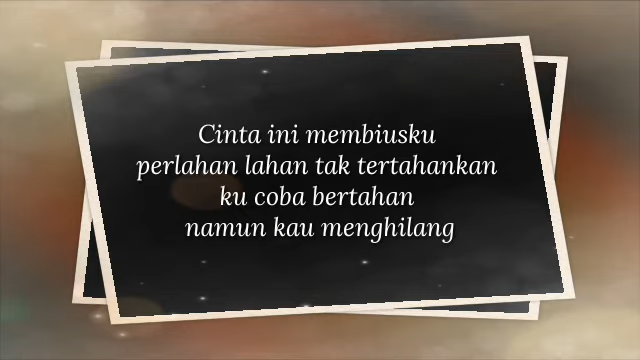 Cinta ini membiusku
perlahan lahan tak tertahankan
ku coba bertahan
namun kau menghilang